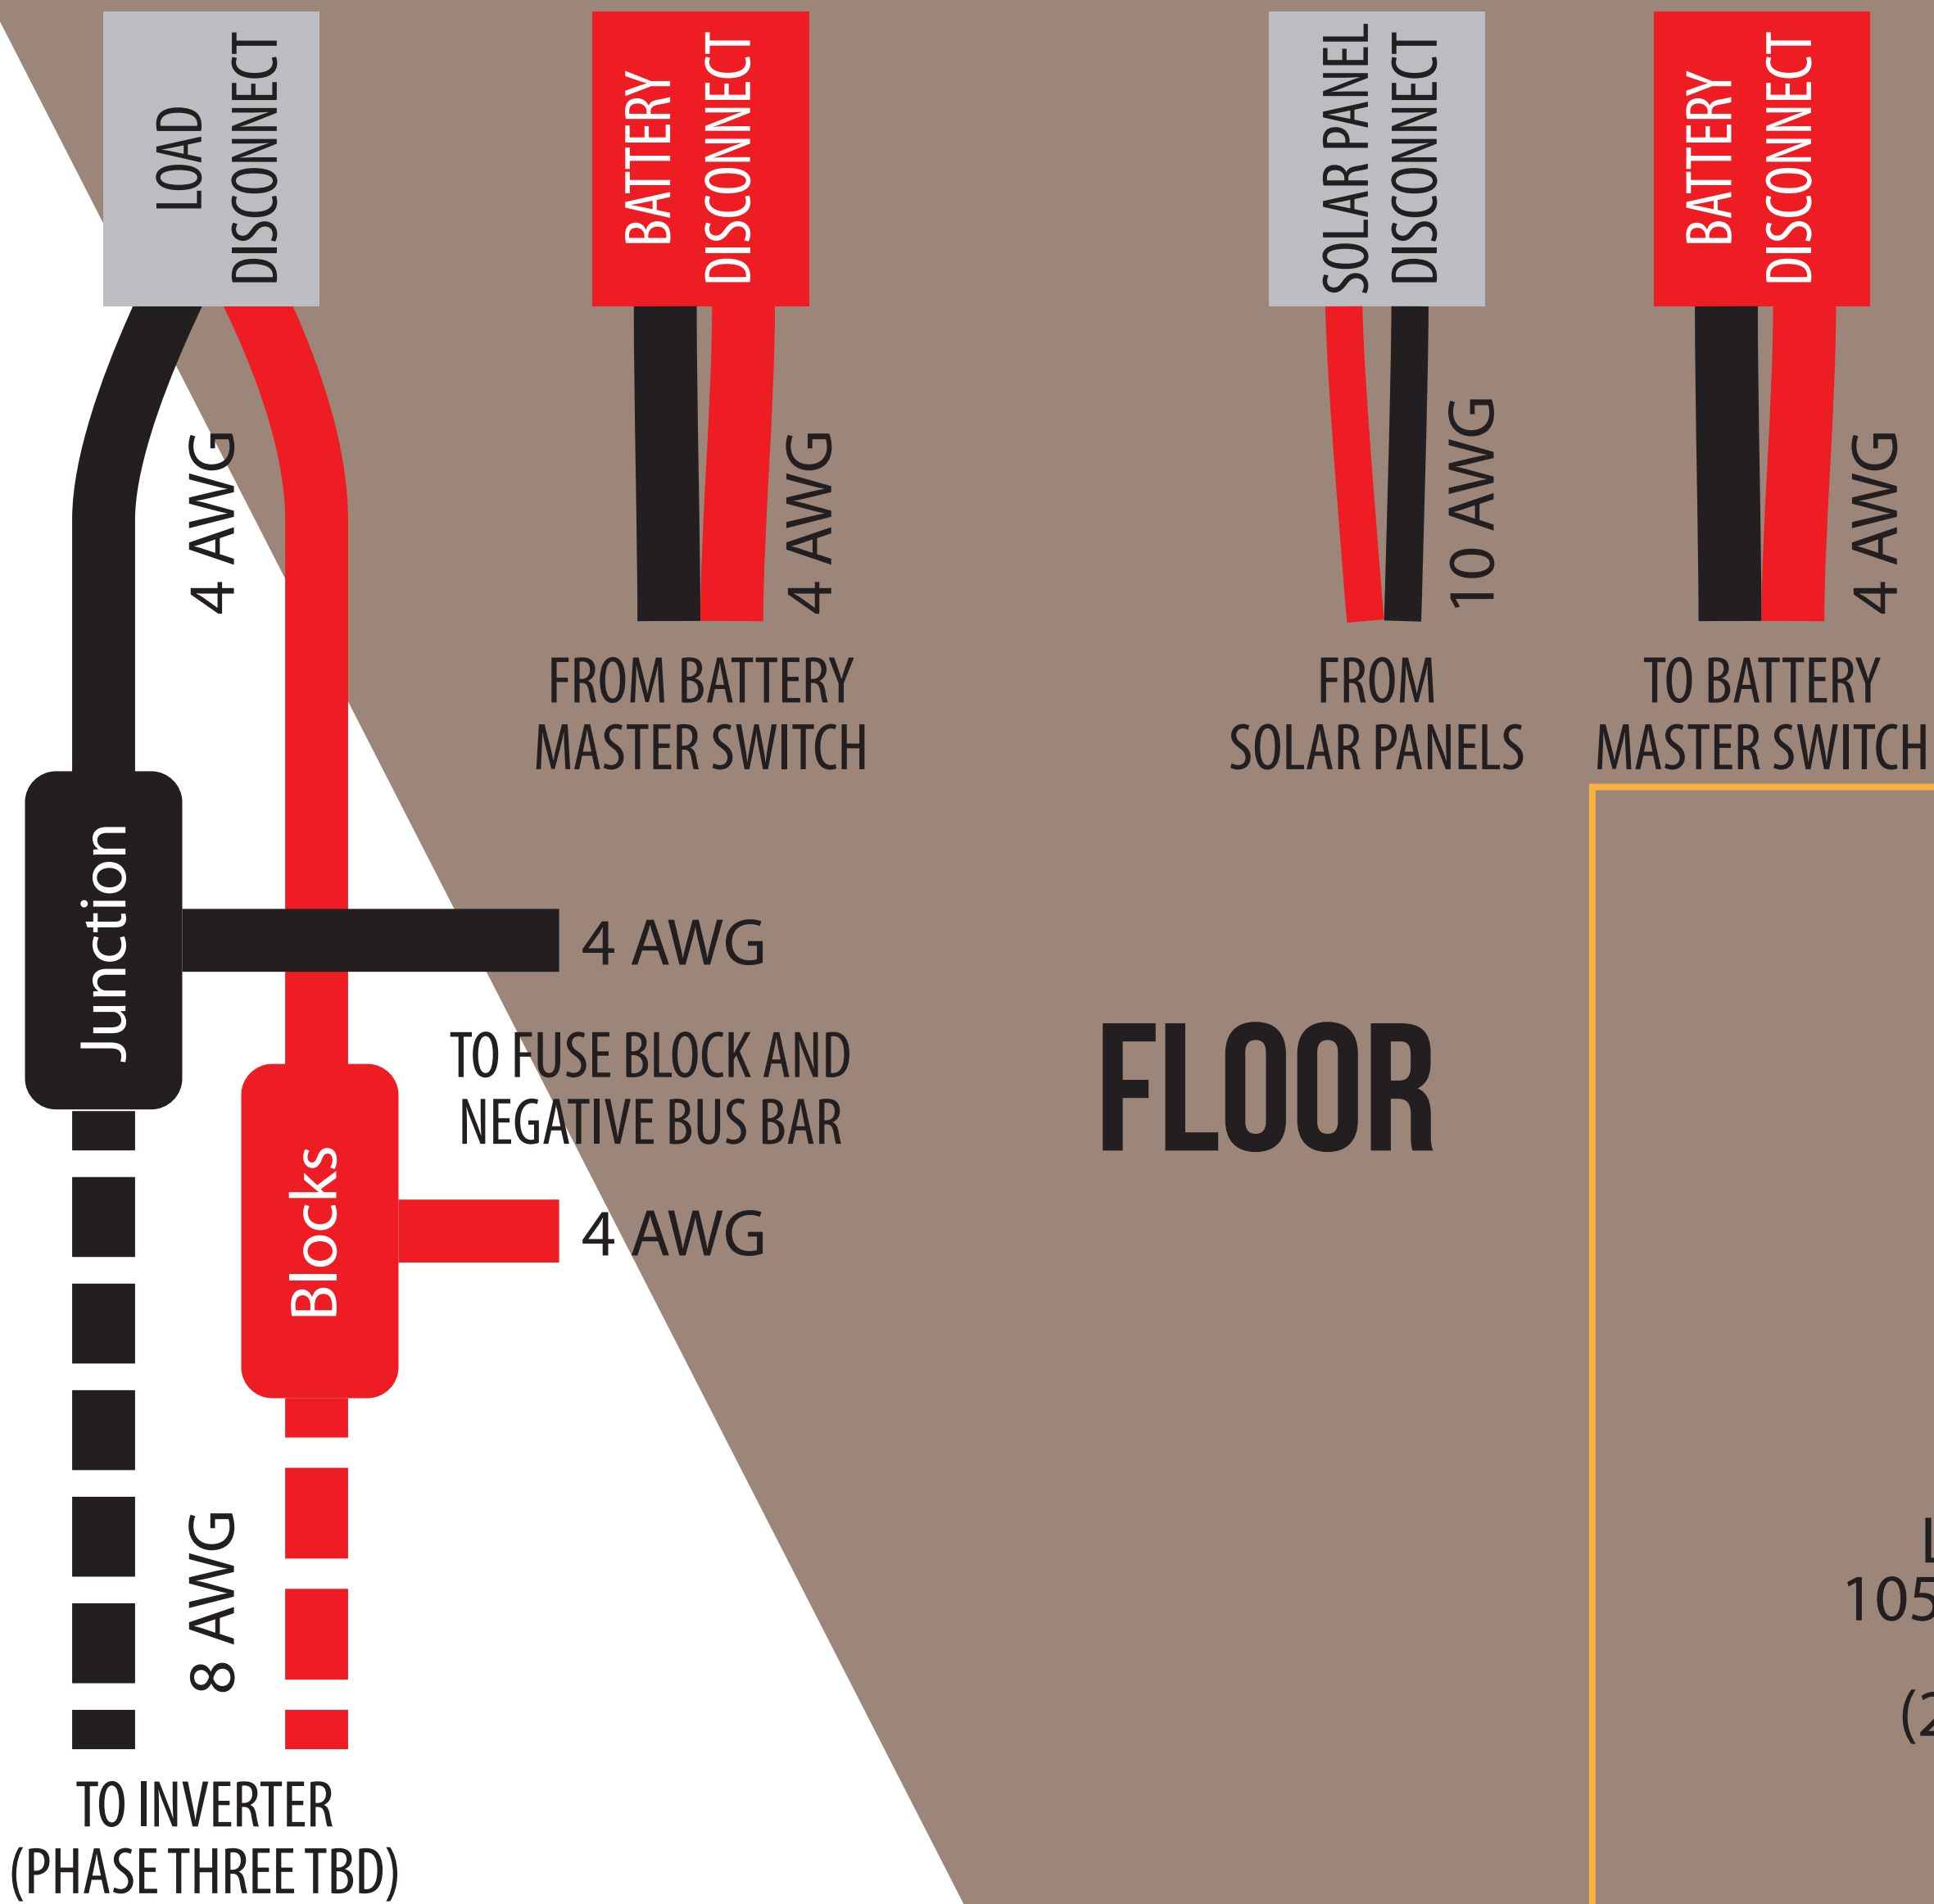 LOAD
DISCONNECT
BATTERY
DISCONNECT
SOLAR PANEL
DISCONNECT
BATTERY
DISCONNECT
4 AWG
4 AWG
10 AWG
4 AWG
FROM BATTERY
MASTER SWITCH
FROM
SOLAR PANELS
TO BATTERY
MASTER SWITCH
Junction
Blocks
4 AWG
TO FUSE BLOCK AND
NEGATIVE BUS BAR
4 AWG
FLOOR
8 AWG
TO INVERTER
(PHASE THREE TBD)
L
105
(2